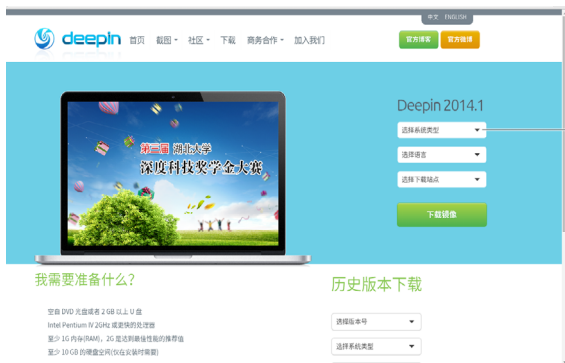 中文 ENGLISH
deepin 首页 截图 社区 下载 商务合作 加入我们
官方博客 官方微博
Deepin 2014.1
选择系统类型
选择语言
选择下载站点
下载镜像
第三届 湖北大学
深度科技奖学金大赛
我需要准备什么?
空白 DVD 光盘或者 2 GB 以上 U 盘
Intel Pentium IV 2GHz 或更快的处理器
至少 1G 内存(RAM)，2G 是达到最佳性能的推荐值
至少 10 GB 的硬盘空间(仅在安装时需要)
历史版本下载
选择版本号
选择系统类型